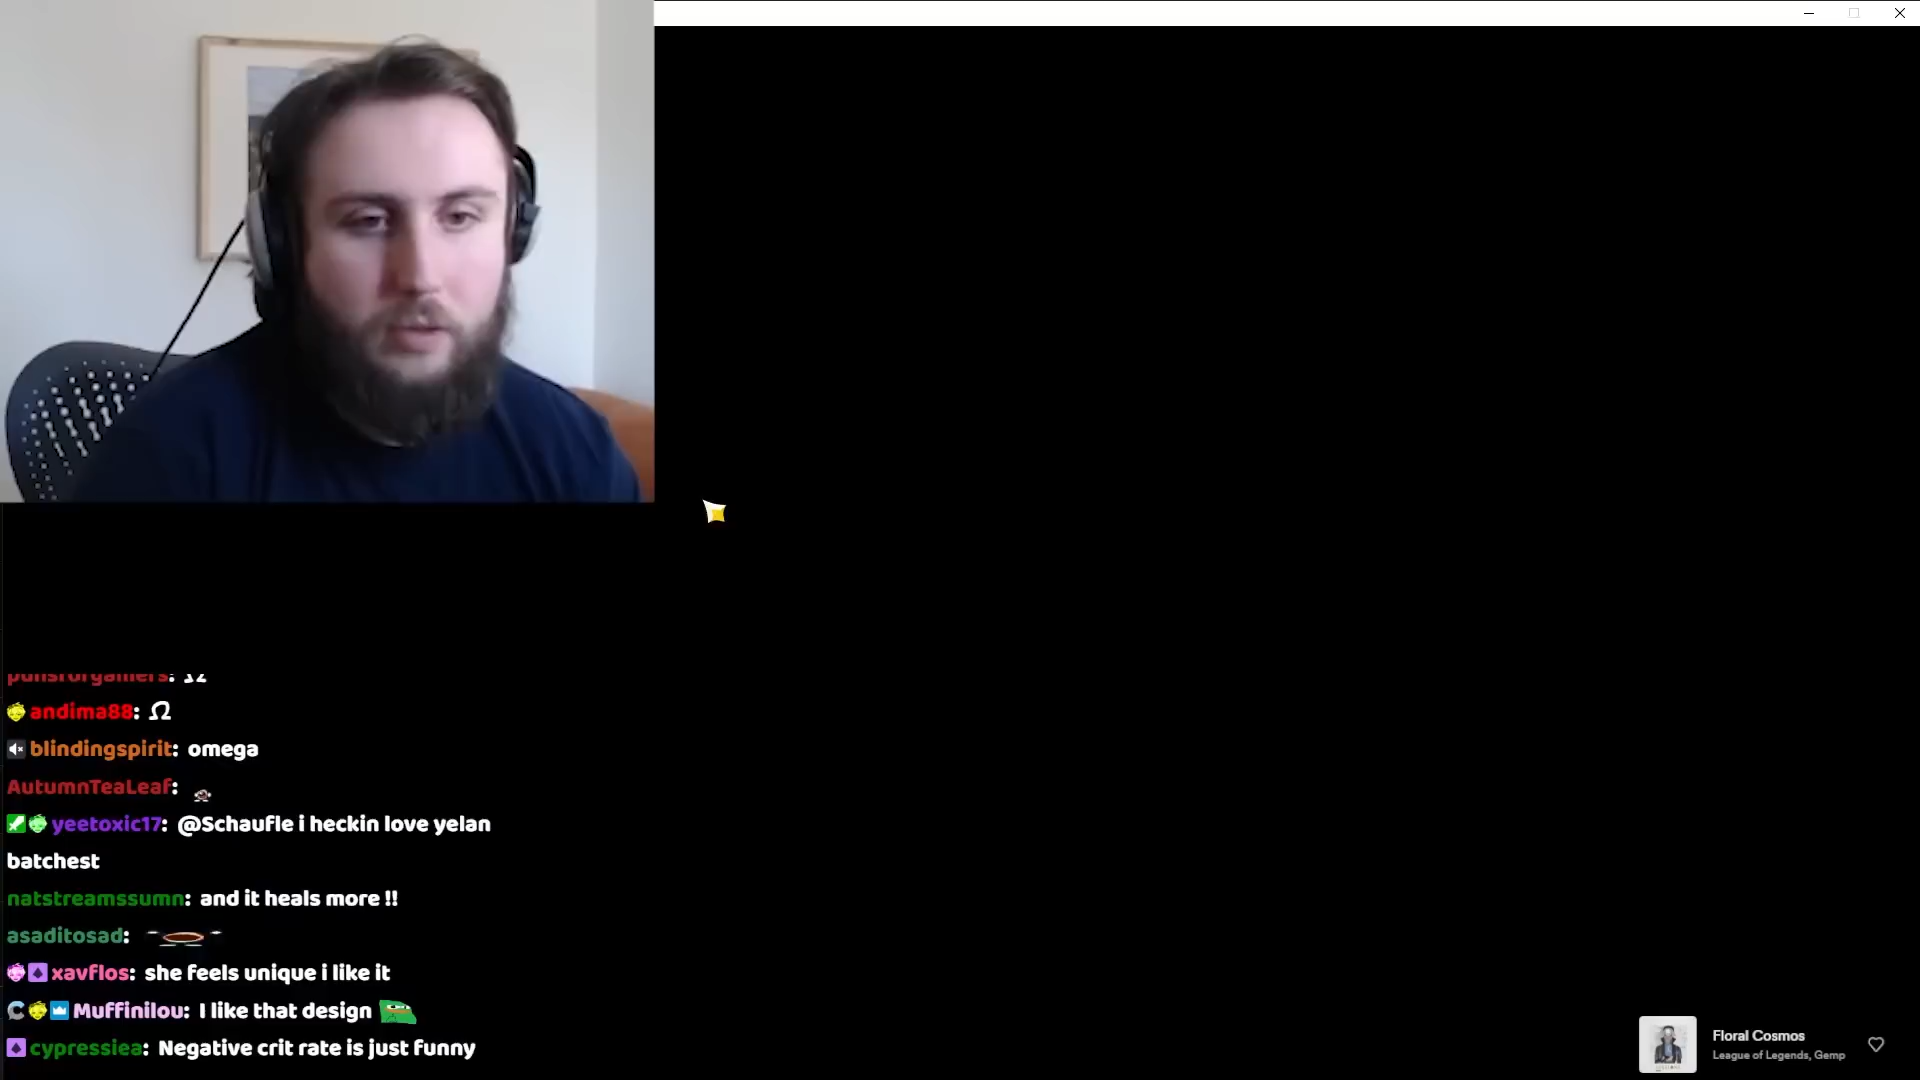 andima88: Ω
blindingspirit: omega
AutumnTeaLeaf:
yeetoxic17: @Schaufle i heckin love yelan
batchest
natstreamssumn: and it heals more !!
asaditosad:
xavflos: she feels unique i like it
Muffinilou: I like that design
cypressiea: Negative crit rate is just funny
Floral Cosmos
League of Legends, Gemp